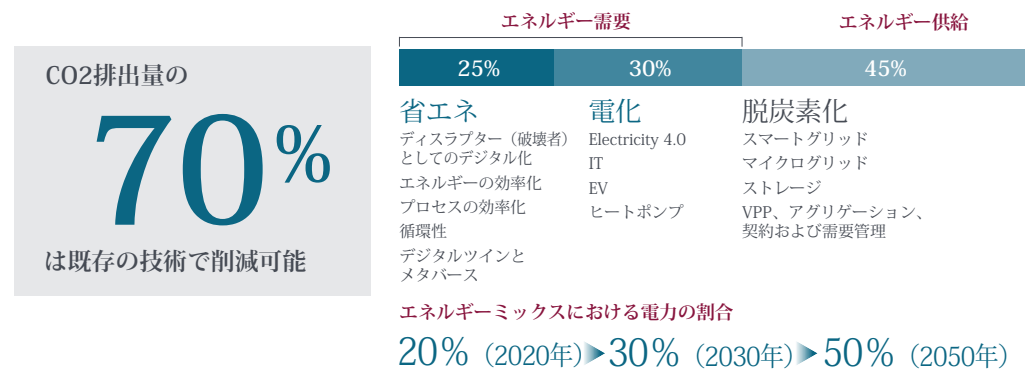 CO2排出量の
70%
は既存の技術で削減可能
エネルギー需要
エネルギー供給
25%
30%
45%
省エネ
ディスラプター（破壊者）
としてのデジタル化
エネルギーの効率化
プロセスの効率化
循環性
デジタルツインと
メタバース
電化
Electricity 4.0
IT
EV
ヒートポンプ
脱炭素化
スマートグリッド
マイクログリッド
ストレージ
VPP、アグリゲーション、
契約および需要管理
エネルギーミックスにおける電力の割合
20%（2020年）▶30%（2030年）▶50%（2050年）